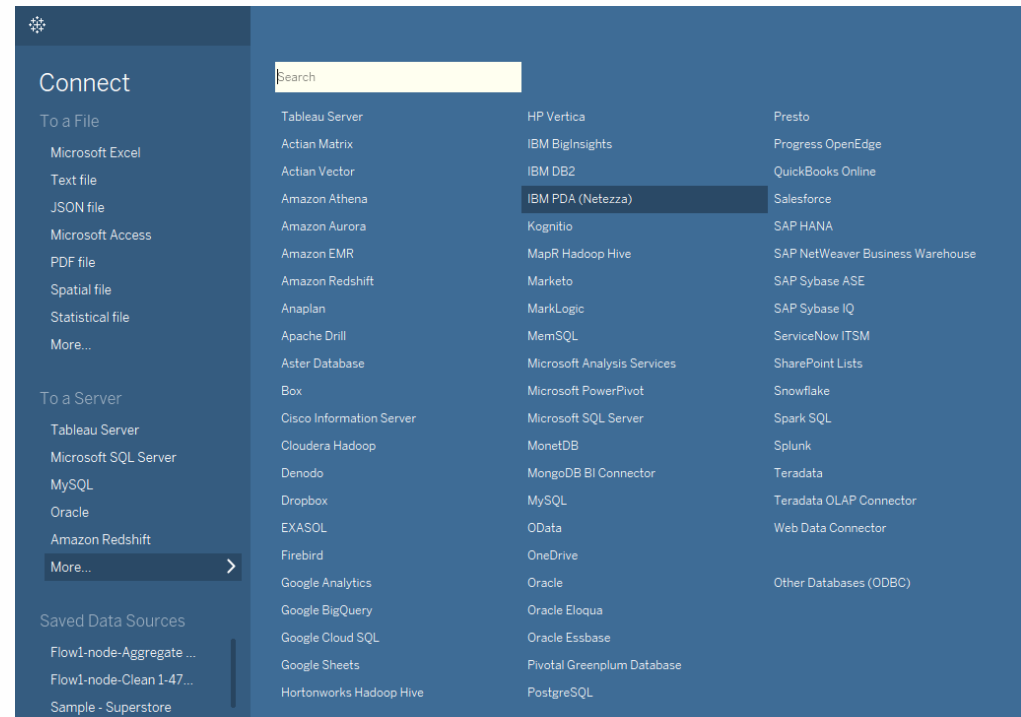 Connect
To a File
Microsoft Excel
Text file
JSON file
Microsoft Access
PDF file
Spatial file
Statistical file
More...
To a Server
Tableau Server
Microsoft SQL Server
MySQL
Oracle
Amazon Redshift
More...
Saved Data Sources
Flow1-node-Aggregate ...
Flow1-node-Clean 1-47...
Sample - Superstore
Search
Tableau Server
Actian Matrix
Actian Vector
Amazon Athena
Amazon Aurora
Amazon EMR
Amazon Redshift
Anaplan
Apache Drill
Aster Database
Box
Cisco Information Server
Cloudera Hadoop
Denodo
Dropbox
EXASOL
Firebird
Google Analytics
Google BigQuery
Google Cloud SQL
Google Sheets
Hortonworks Hadoop Hive
HP Vertica
IBM BigInsights
IBM DB2
IBM PDA (Netezza)
Kognitio
MapR Hadoop Hive
Marketo
MarkLogic
MemSQL
Microsoft Analysis Services
Microsoft PowerPivot
Microsoft SQL Server
MonetDB
MongoDB BI Connector
MySQL
OData
OneDrive
Oracle
Oracle Eloqua
Oracle Essbase
Pivotal Greenplum Database
PostgreSQL
Presto
Progress OpenEdge
QuickBooks Online
Salesforce
SAP HANA
SAP NetWeaver Business Warehouse
SAP Sybase ASE
SAP Sybase IQ
ServiceNow ITSM
SharePoint Lists
Snowflake
Spark SQL
Splunk
Teradata
Teradata OLAP Connector
Web Data Connector
Other Databases (ODBC)